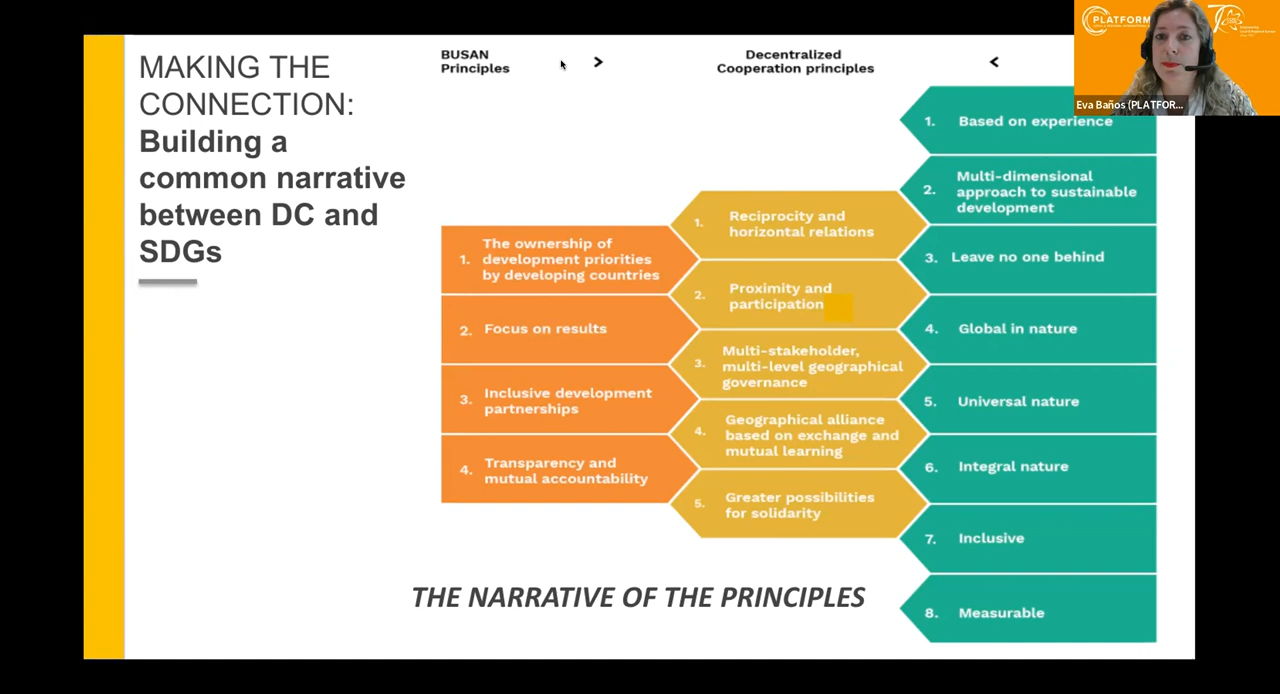 MAKING THE
CONNECTION:
Building a
common narrative
between DC and
SDGs
BUSAN
Principles
>
Decentralized
Cooperation principles
<
1. The ownership of
development priorities
by developing countries
2. Focus on results
3. Inclusive development
partnerships
4. Transparency and
mutual accountability
1. Reciprocity and
horizontal relations
2. Proximity and
participation
3. Multi-stakeholder,
multi-level geographical
governance
4. Geographical alliance
based on exchange and
mutual learning
5. Greater possibilities
for solidarity
1. Based on experience
2. Multi-dimensional
approach to sustainable
development
3. Leave no one behind
4. Global in nature
5. Universal nature
6. Integral nature
7. Inclusive
8. Measurable
THE NARRATIVE OF THE PRINCIPLES
PLATFORM
Eva Baños (PLATFOR...